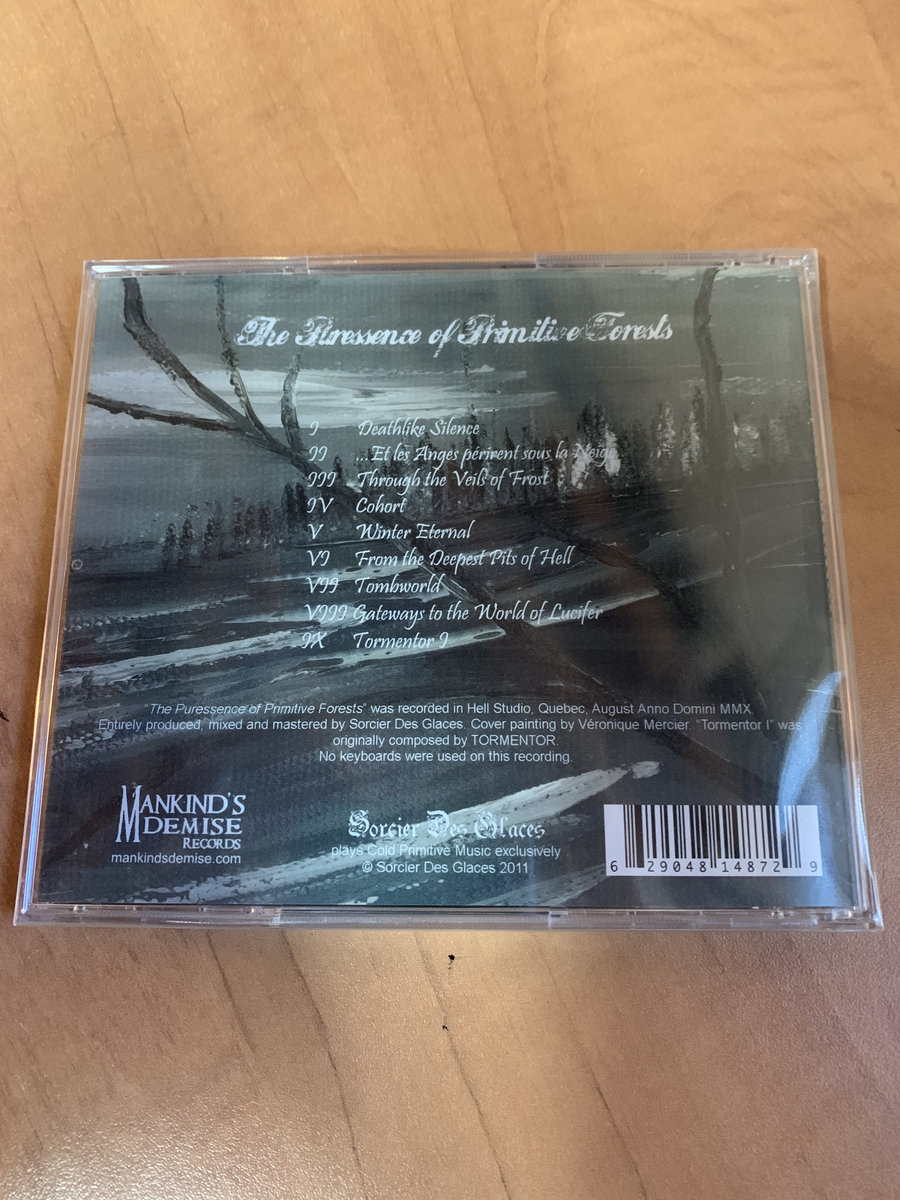 The Puressence of Primitive Forests
I Deathlike Silence
II ...Et les Anges périrent sous la Neige...
III Through the Veils of Frost
IV Cohort
V Winter Eternal
VI From the Deepest Pits of Hell
VII Tombworld
VIII Gateways to the World of Lucifer
IX Tormentor I
"The Puressence of Primitive Forests" was recorded in Hell Studio, Quebec, August Anno Domini MMX.
Entirely produced, mixed and mastered by Sorcier Des Glaces. Cover painting by Véronique Mercier. "Tormentor I" was
originally composed by TORMENTOR.
No keyboards were used on this recording.
MANKIND'S
DEMISE
RECORDS
mankindsdemise.com
Sorcier Des Glaces
plays Cold Primitive Music exclusively
© Sorcier Des Glaces 2011
6 29048 14872 9